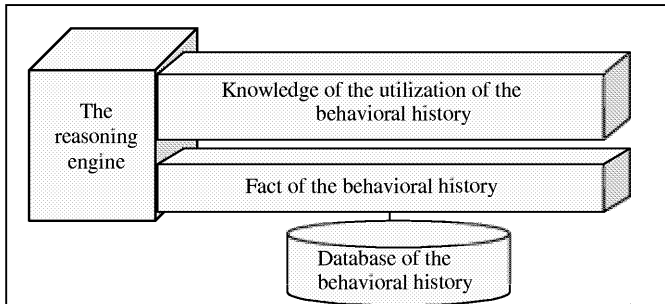 The
reasoning
engine
Knowledge of the utilization of the
behavioral history
Fact of the behavioral history
Database of the
behavioral history